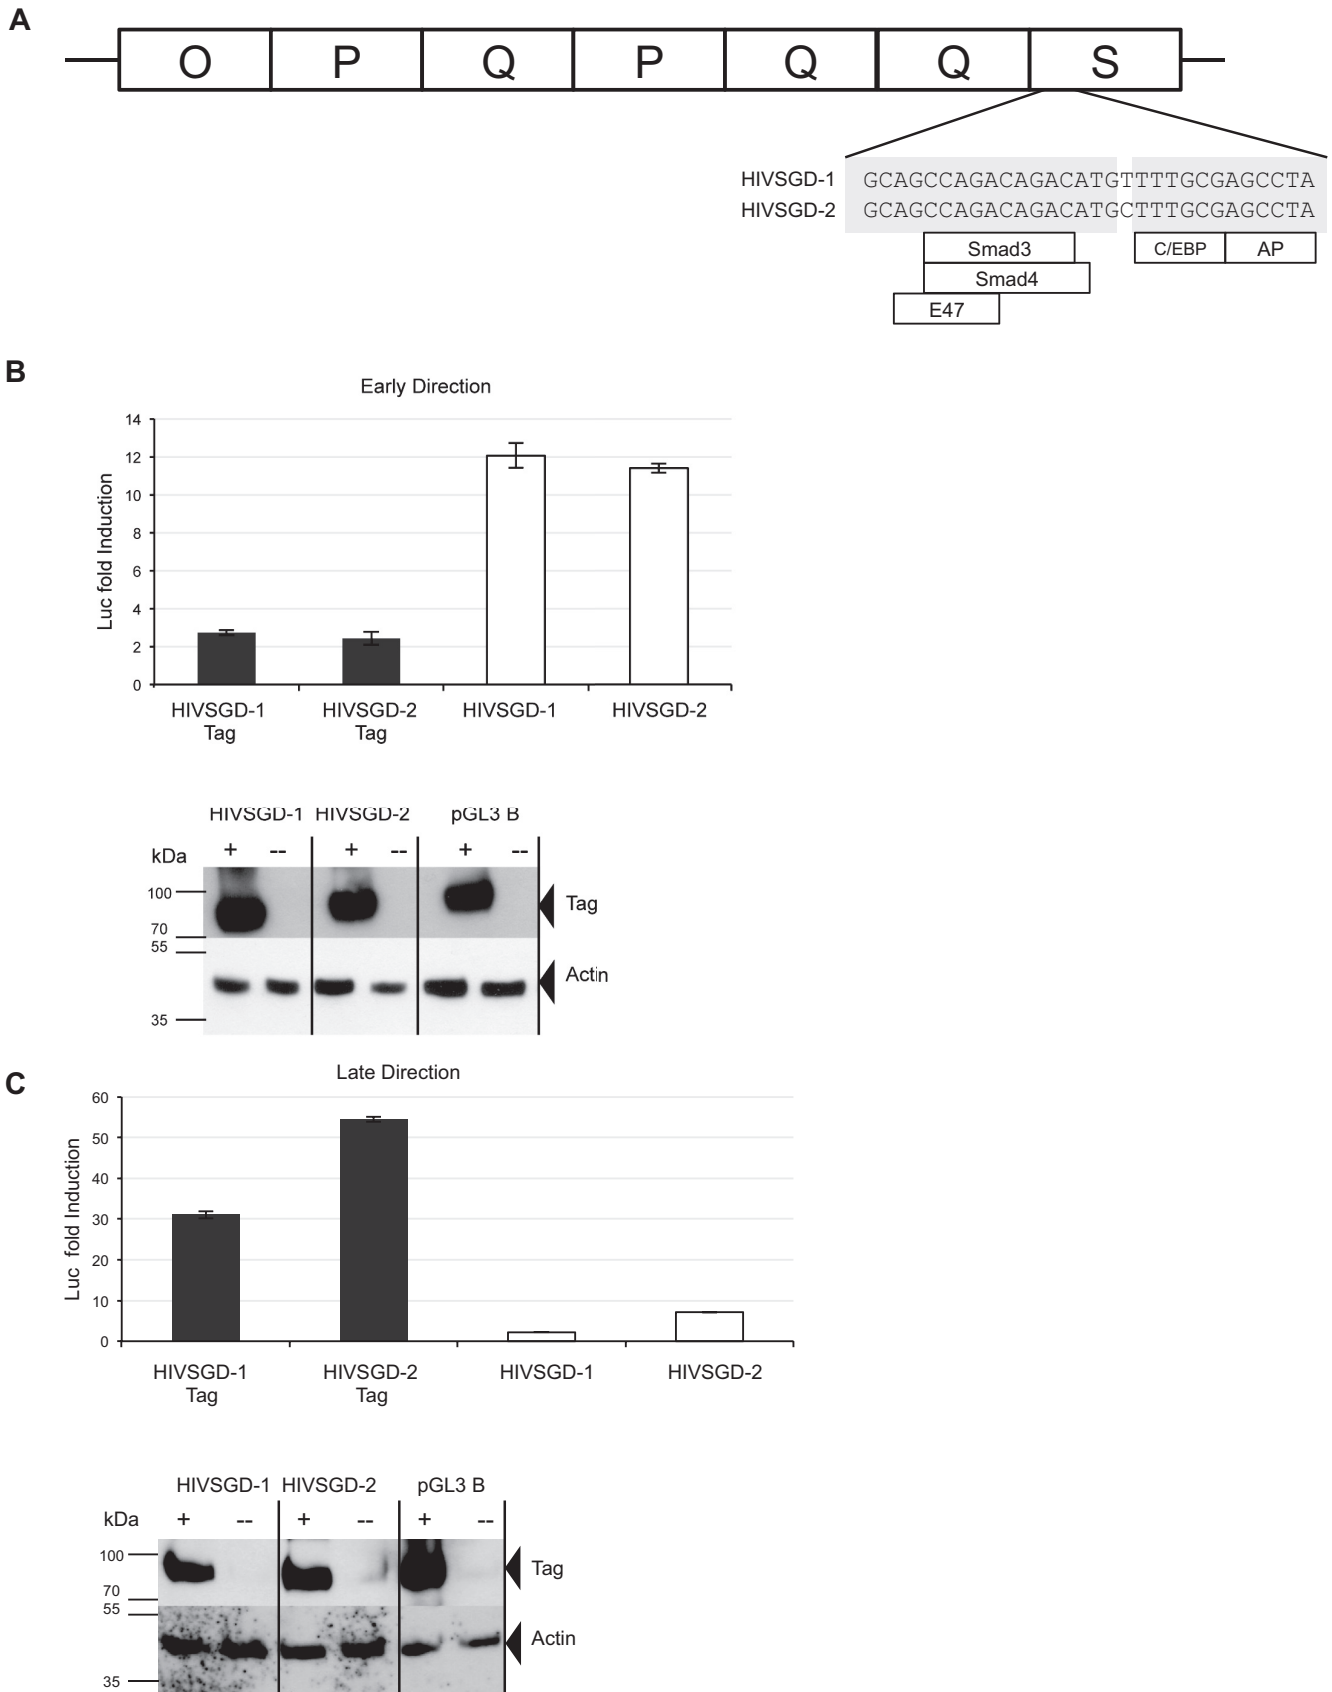 A
O P Q P Q Q S
HIVSGD-1 GCAGCCAGACAGACATGTTTTGCGAGCCTA
HIVSGD-2 GCAGCCAGACAGACATGCTTTGCGAGCCTA
Smad3 C/EBP AP
Smad4
E47
B
Early Direction
Luc fold Induction
14
12
10
8
6
4
2
0
HIVSGD-1 Tag
HIVSGD-2 Tag
HIVSGD-1
HIVSGD-2
HIVSGD-1 HIVSGD-2 pGL3 B
kDa + -- + -- + --
100
70
55
35
Tag
Actin
C
Late Direction
Luc fold Induction
60
50
40
30
20
10
0
HIVSGD-1 Tag
HIVSGD-2 Tag
HIVSGD-1
HIVSGD-2
HIVSGD-1 HIVSGD-2 pGL3 B
kDa + -- + -- + --
100
70
55
35
Tag
Actin